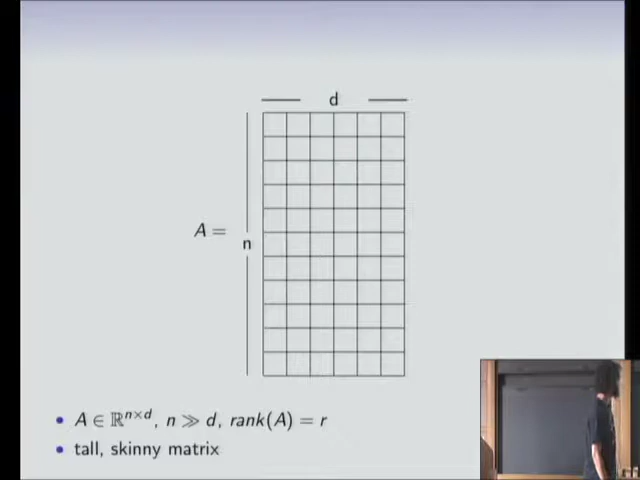 d
A =
n
• A ∈ ℝⁿˣᵈ, n ≫ d, rank(A) = r
• tall, skinny matrix